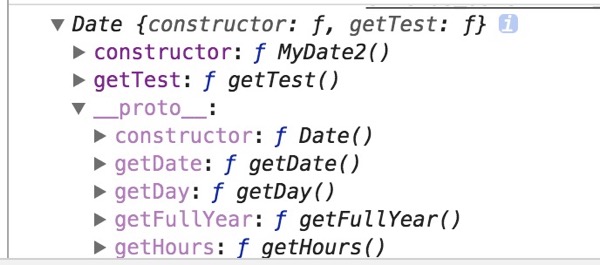 ▼ Date {constructor: ƒ, getTest: ƒ} i
▶ constructor: ƒ MyDate2()
▶ getTest: ƒ getTest()
▼ __proto__:
▶ constructor: ƒ Date()
▶ getDate: ƒ getDate()
▶ getDay: ƒ getDay()
▶ getFullYear: ƒ getFullYear()
▶ getHours: ƒ getHours()